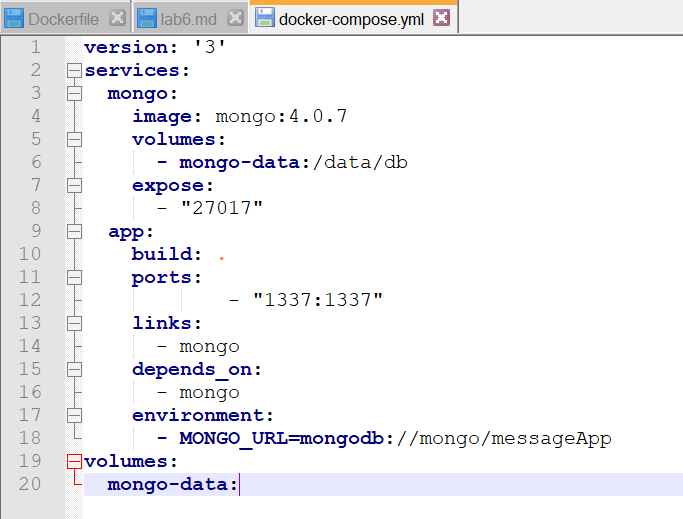 Dockerfile lab6.md docker-compose.yml
1 version: '3'
2 services:
3   mongo:
4     image: mongo:4.0.7
5     volumes:
6       - mongo-data:/data/db
7     expose:
8       - "27017"
9   app:
10     build: .
11     ports:
12             - "1337:1337"
13     links:
14       - mongo
15     depends_on:
16       - mongo
17     environment:
18       - MONGO_URL=mongodb://mongo/messageApp
19 volumes:
20   mongo-data: